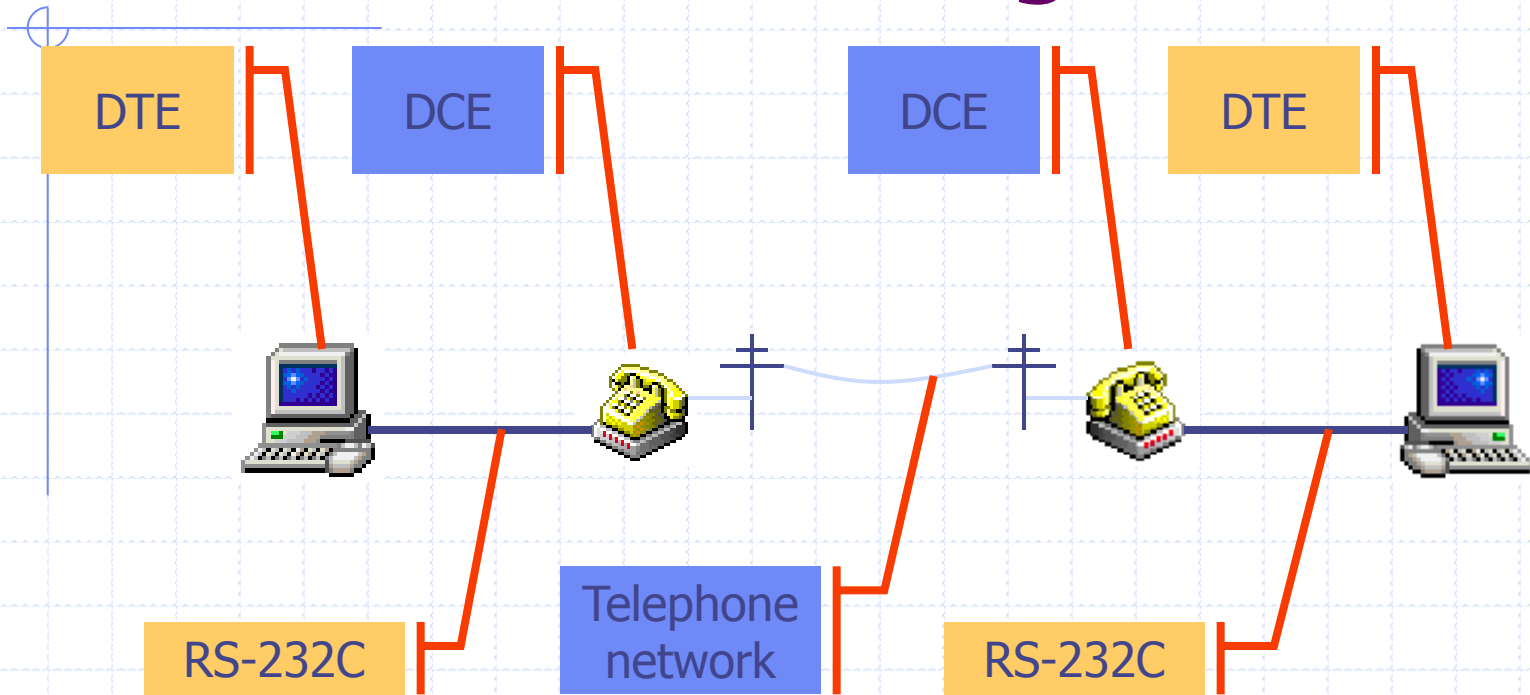 DTE
DCE
DCE
DTE
Telephone
network
RS-232C
RS-232C